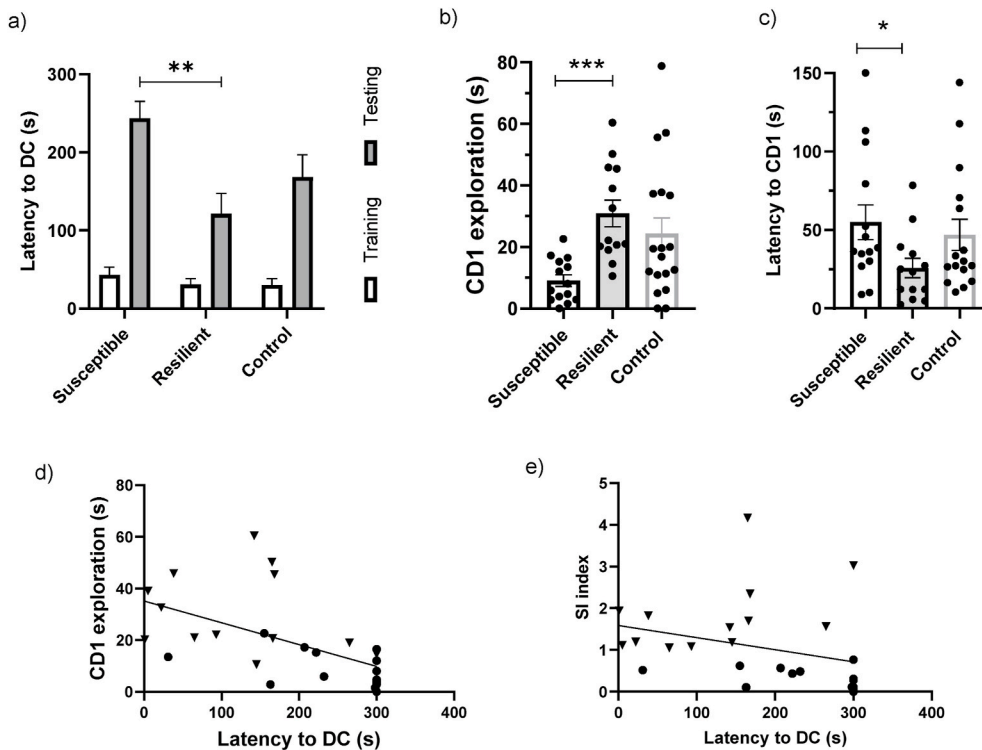 a)
Latency to DC (s)
300
200
100
0
**
Susceptible
Resilient
Control
Training
Testing
b)
CD1 exploration (s)
80
60
40
20
0
***
Susceptible
Resilient
Control
c)
Latency to CD1 (s)
150
100
50
0
*
Susceptible
Resilient
Control
d)
CD1 exploration (s)
80
60
40
20
0
0 100 200 300 400
Latency to DC (s)
e)
SI index
5
4
3
2
1
0
0 100 200 300 400
Latency to DC (s)